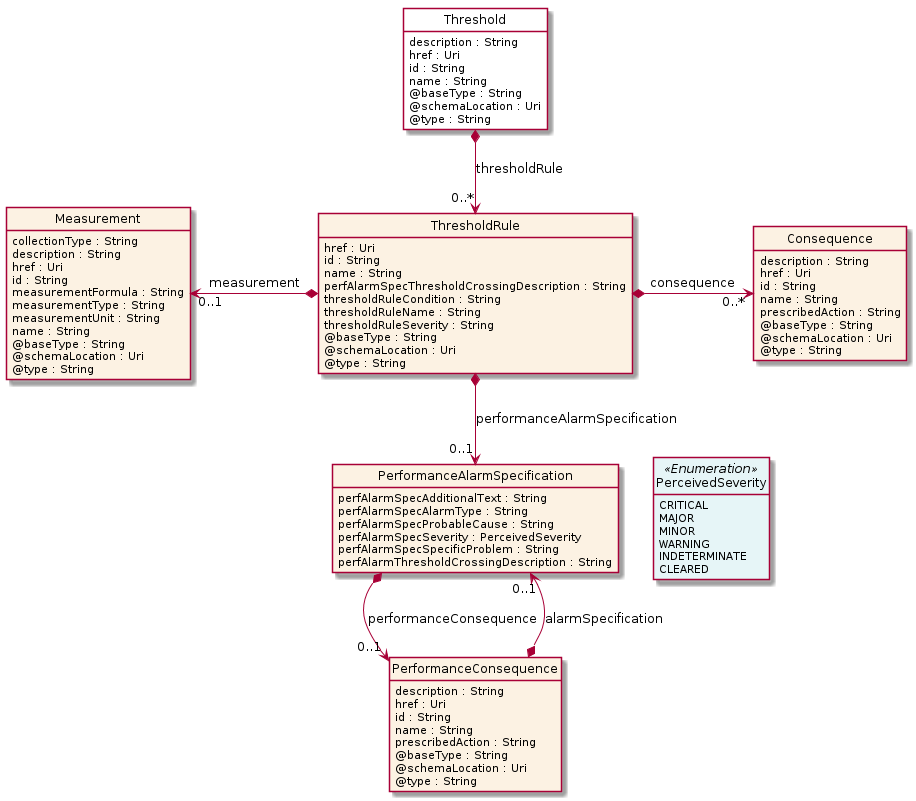 Threshold
description : String
href : Uri
id : String
name : String
@baseType : String
@schemaLocation : Uri
@type : String
thresholdRule
0..*
Measurement
collectionType : String
description : String
href : Uri
id : String
measurementFormula : String
measurementType : String
measurementUnit : String
name : String
@baseType : String
@schemaLocation : Uri
@type : String
measurement
0..1
ThresholdRule
href : Uri
id : String
name : String
perfAlarmSpecThresholdCrossingDescription : String
thresholdRuleCondition : String
thresholdRuleName : String
thresholdRuleSeverity : String
@baseType : String
@schemaLocation : Uri
@type : String
consequence
0..*
Consequence
description : String
href : Uri
id : String
name : String
prescribedAction : String
@baseType : String
@schemaLocation : Uri
@type : String
performanceAlarmSpecification
0..1
PerformanceAlarmSpecification
perfAlarmSpecAdditionalText : String
perfAlarmSpecAlarmType : String
perfAlarmSpecProbableCause : String
perfAlarmSpecSeverity : PerceivedSeverity
perfAlarmSpecSpecificProblem : String
perfAlarmThresholdCrossingDescription : String
«Enumeration»
PerceivedSeverity
CRITICAL
MAJOR
MINOR
WARNING
INDETERMINATE
CLEARED
0..1
performanceConsequence
alarmSpecification
0..1
PerformanceConsequence
description : String
href : Uri
id : String
name : String
prescribedAction : String
@baseType : String
@schemaLocation : Uri
@type : String